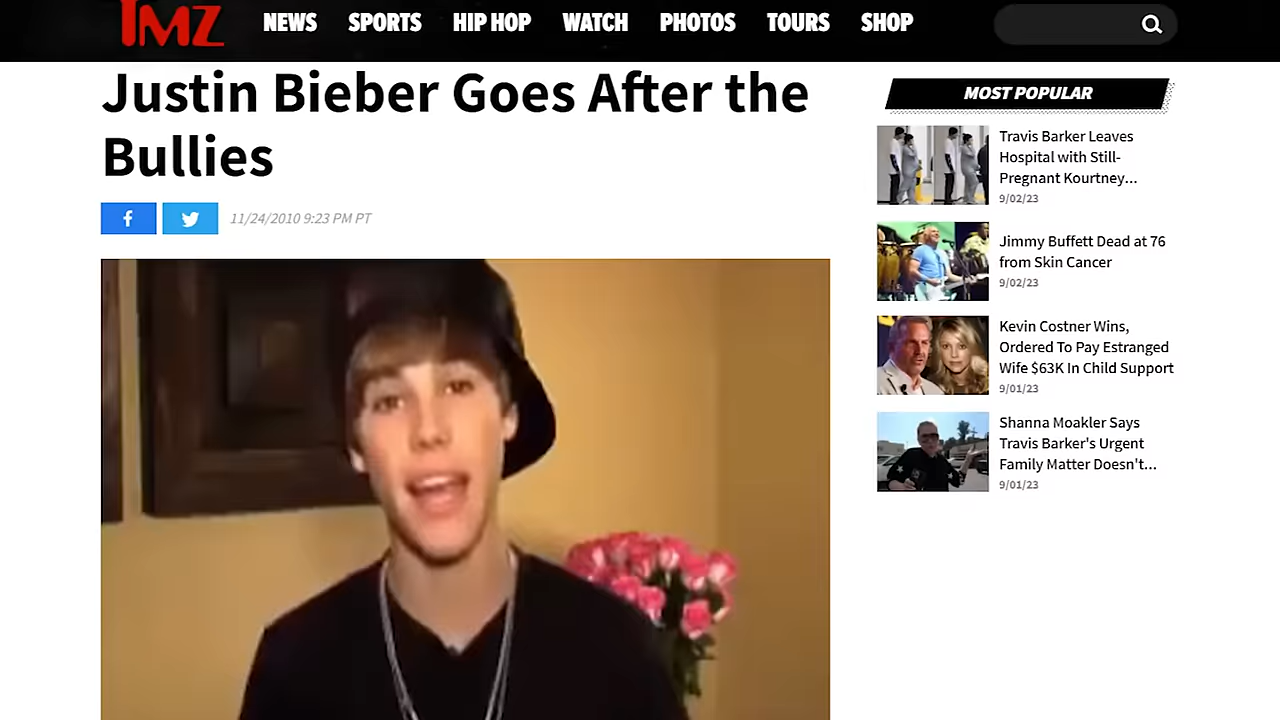 TMZ
NEWS SPORTS HIP HOP WATCH PHOTOS TOURS SHOP
Justin Bieber Goes After the
Bullies
11/24/2010 9:23 PM PT
MOST POPULAR
Travis Barker Leaves
Hospital with Still-
Pregnant Kourtney...
9/02/23
Jimmy Buffett Dead at 76
from Skin Cancer
9/02/23
Kevin Costner Wins,
Ordered To Pay Estranged
Wife $63K In Child Support
9/01/23
Shanna Moakler Says
Travis Barker's Urgent
Family Matter Doesn't...
9/01/23